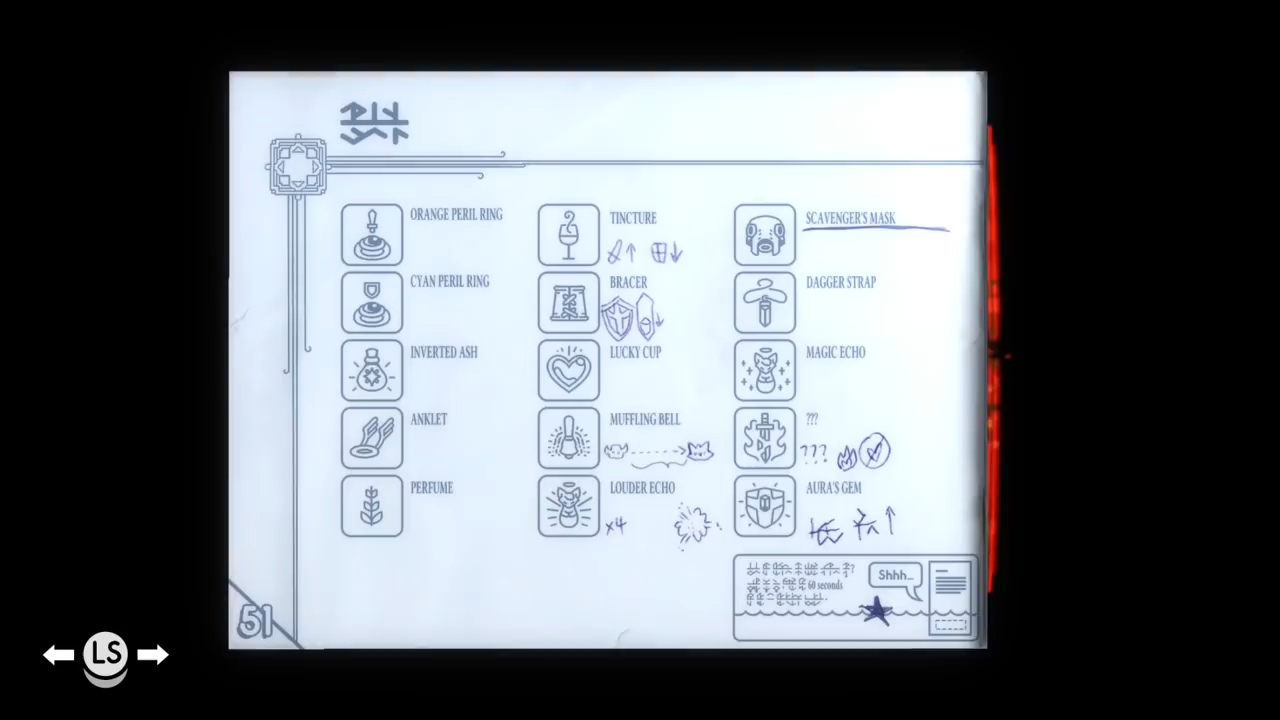 ORANGE PERIL RING
CYAN PERIL RING
INVERTED ASH
ANKLET
PERFUME
TINCTURE
BRACER
LUCKY CUP
MUFFLING BELL
LOUDER ECHO
x4
SCAVENGER'S MASK
DAGGER STRAP
MAGIC ECHO
???
???
AURA'S GEM
??
60 seconds
Shhh...
51
LS